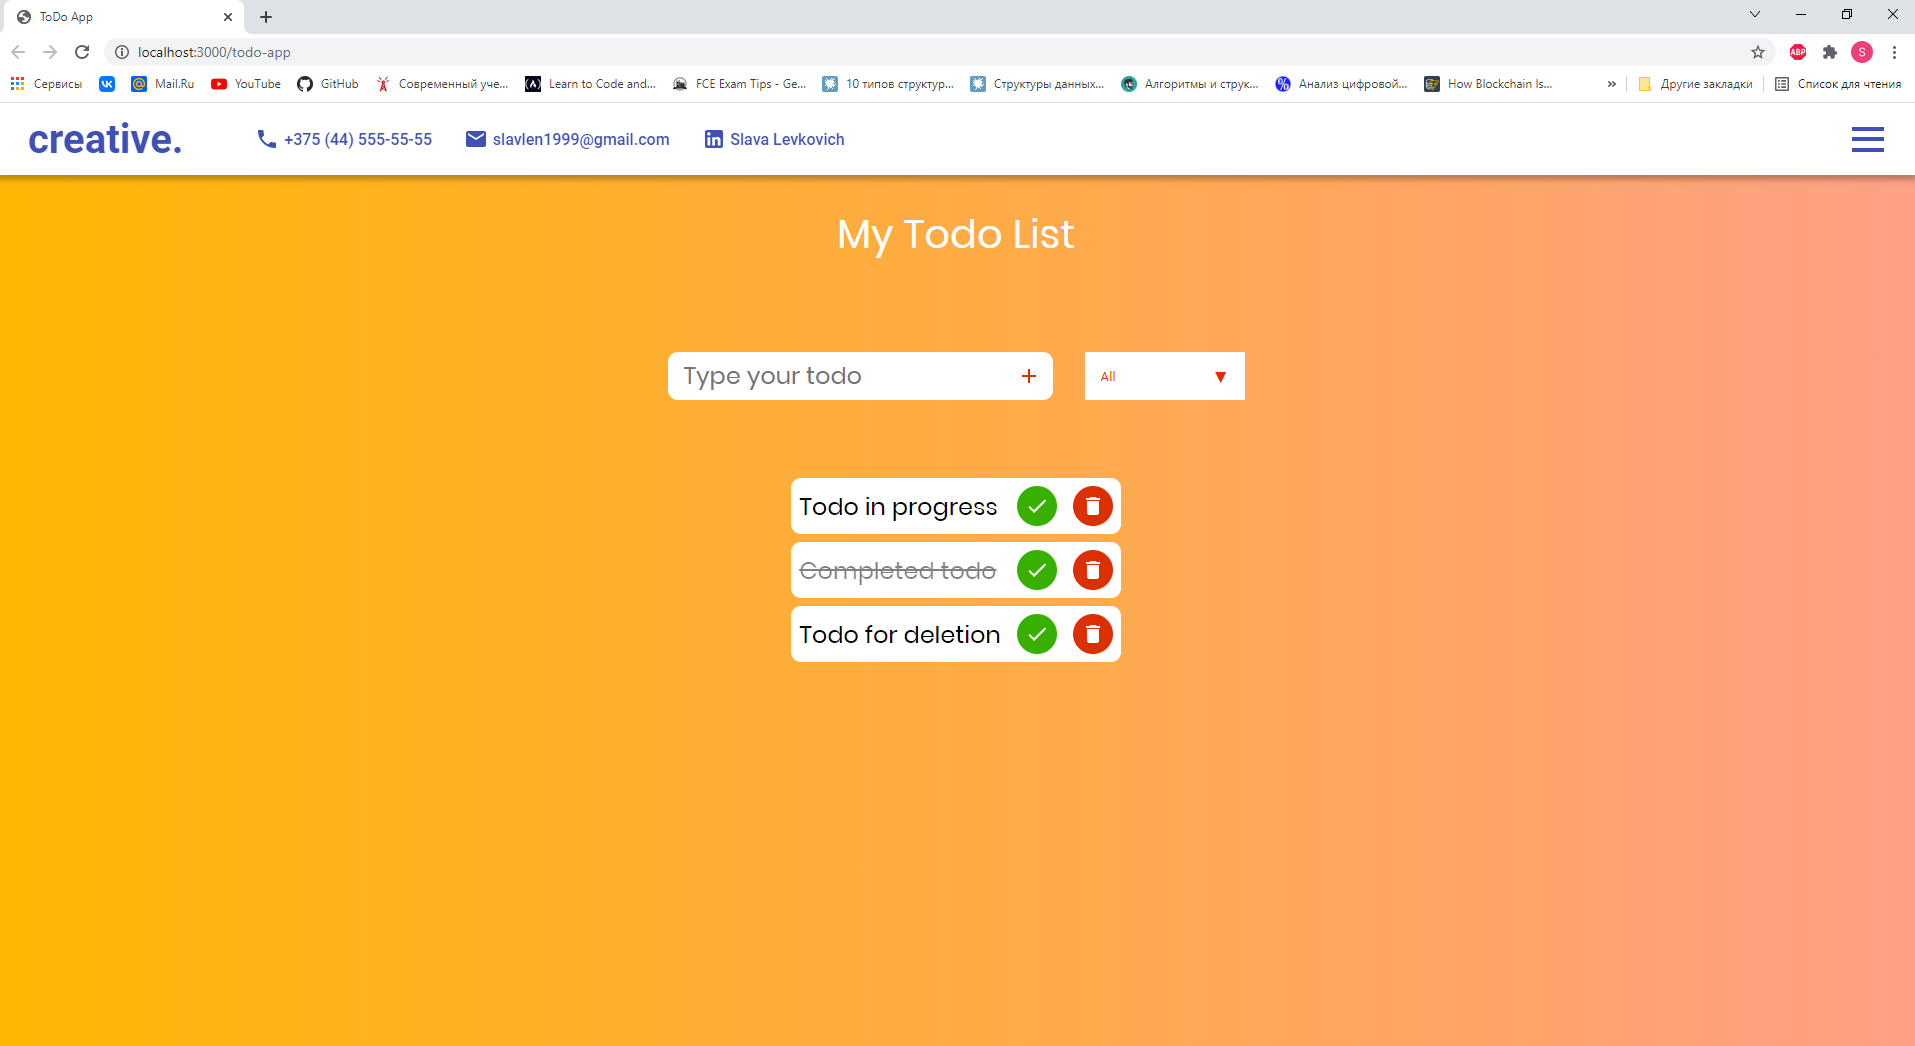 ToDo App
localhost:3000/todo-app
ABP
S
Сервисы Mail.Ru YouTube GitHub Современный уче... Learn to Code and... FCE Exam Tips - Ge... 10 типов структур... Структуры данных... Алгоритмы и струк... Анализ цифровой... How Blockchain Is... » Другие закладки Список для чтения
creative. +375 (44) 555-55-55 slavlen1999@gmail.com Slava Levkovich
My Todo List
Type your todo + All ▼
Todo in progress
Completed todo
Todo for deletion